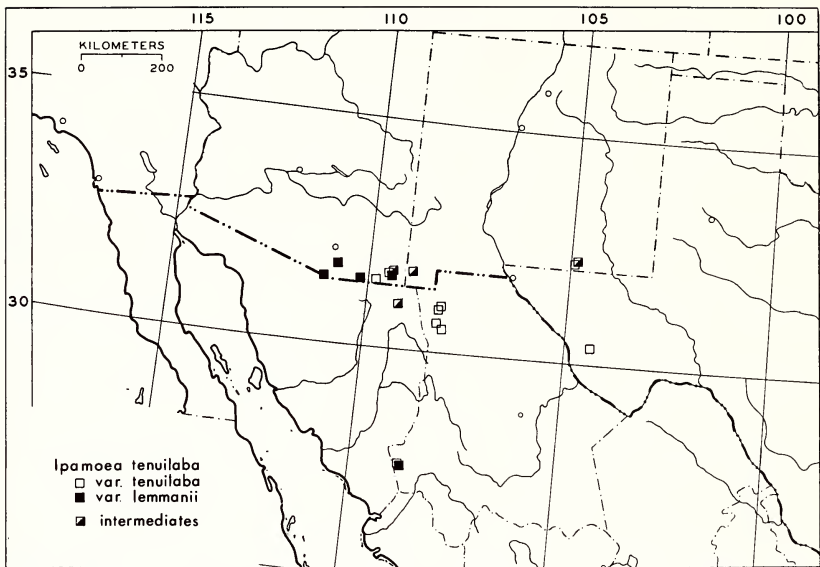 115 110 105 100
KILOMETERS
0 200
35
30
Ipamoea tenuilaba
var. tenuilaba
var. lemmanii
intermediates